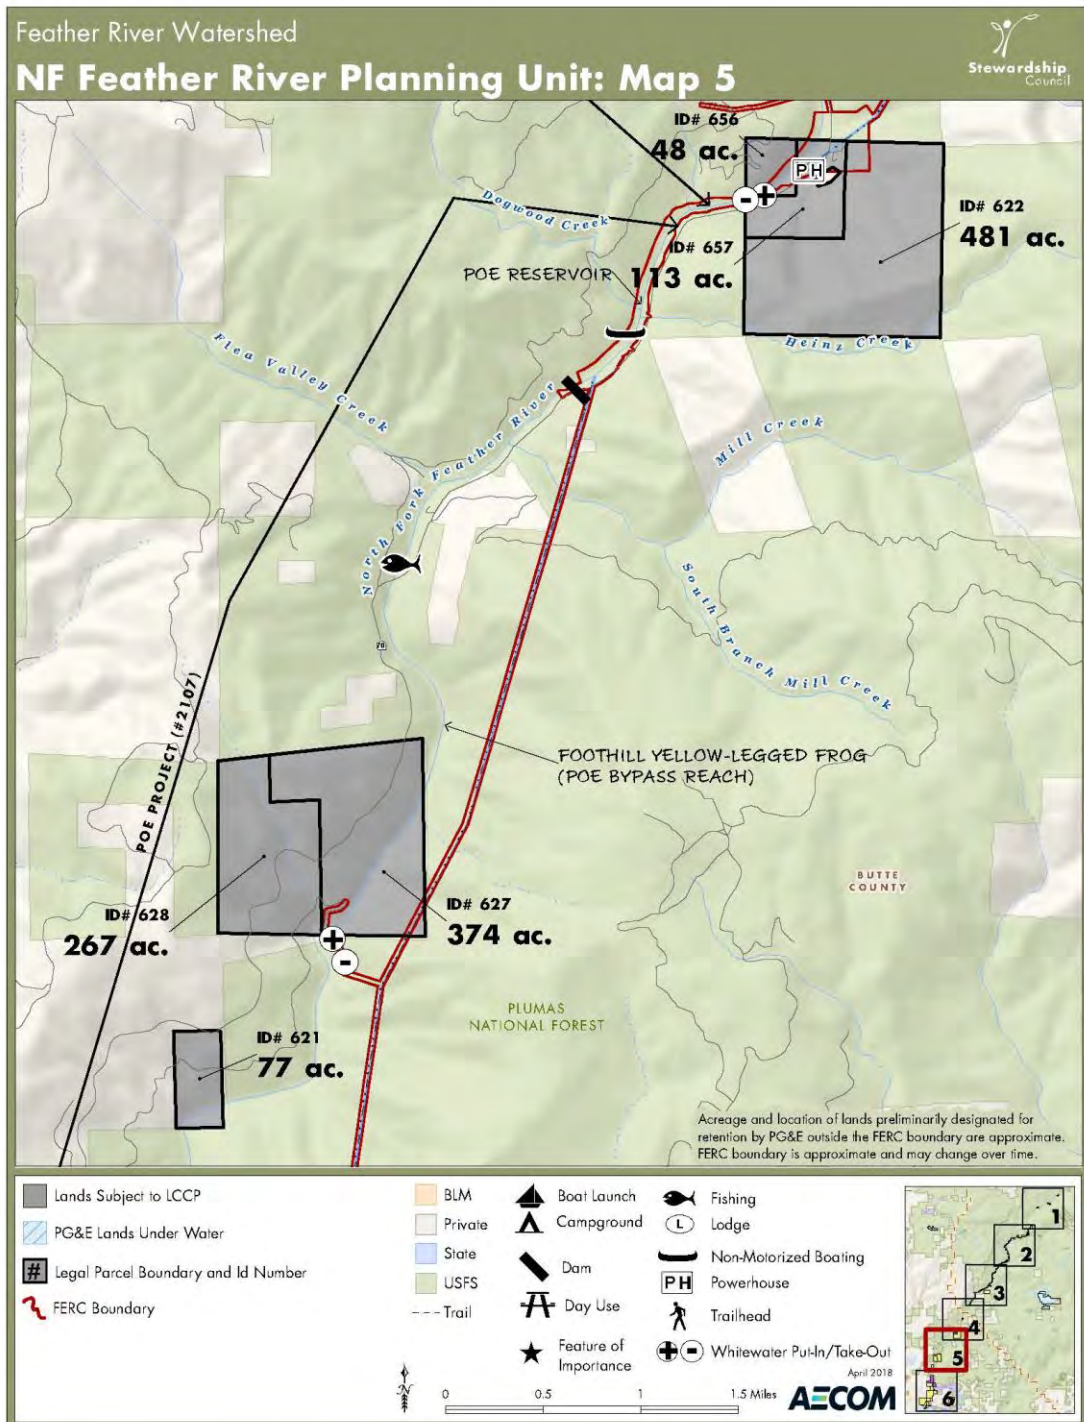 Feather River Watershed
NF Feather River Planning Unit: Map 5
Stewardship
Council
ID# 656
48 ac.
PH
ID# 622
481 ac.
Dogwood Creek
ID# 657
113 ac.
POE RESERVOIR
Heinz Creek
Flea Valley Creek
North Fork Feather River
Mill Creek
South Branch Mill Creek
70
POE PROJECT (#2107)
FOOTHILL YELLOW-LEGGED FROG
(POE BYPASS REACH)
BUTTE
COUNTY
ID# 628
267 ac.
ID# 627
374 ac.
PLUMAS
NATIONAL FOREST
ID# 621
77 ac.
Acreage and location of lands preliminarily designated for
retention by PG&E outside the FERC boundary are approximate.
FERC boundary is approximate and may change over time.
Lands Subject to LCCP
PG&E Lands Under Water
# Legal Parcel Boundary and Id Number
FERC Boundary
BLM
Private
State
USFS
Trail
Boat Launch
Campground
Dam
Day Use
Feature of
Importance
Fishing
L Lodge
Non-Motorized Boating
PH Powerhouse
Trailhead
Whitewater Put-In/Take-Out
April 2018
AECOM
N
0 0.5 1 1.5 Miles
1
2
3
4
5
6